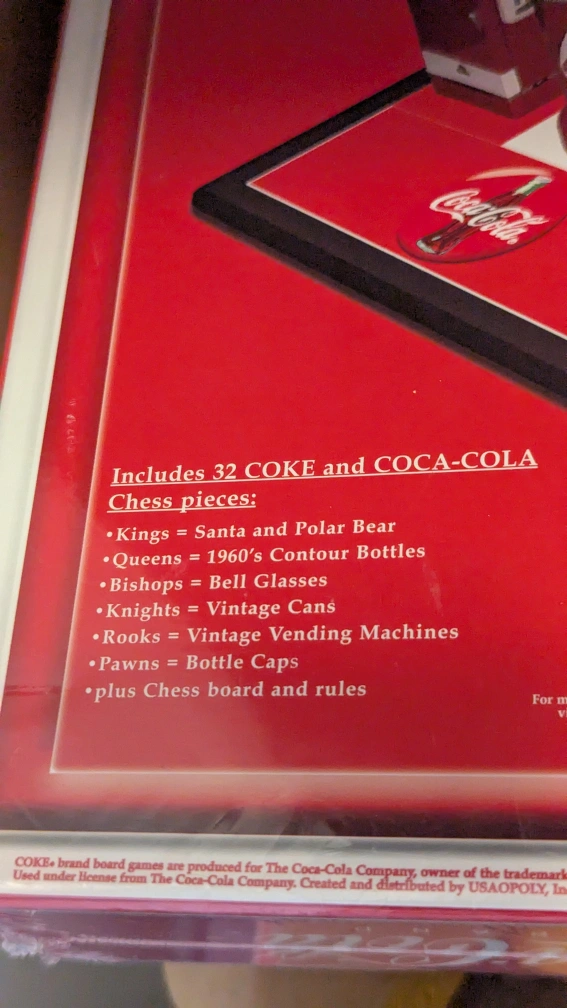 Coca-Cola
Includes 32 COKE and COCA-COLA
Chess pieces:
•Kings = Santa and Polar Bear
•Queens = 1960's Contour Bottles
•Bishops = Bell Glasses
•Knights = Vintage Cans
•Rooks = Vintage Vending Machines
•Pawns = Bottle Caps
•plus Chess board and rules
For m
COKE® brand board games are produced for The Coca-Cola Company, owner of the trademark
Used under license from The Coca-Cola Company. Created and distributed by USAOPOLY, In